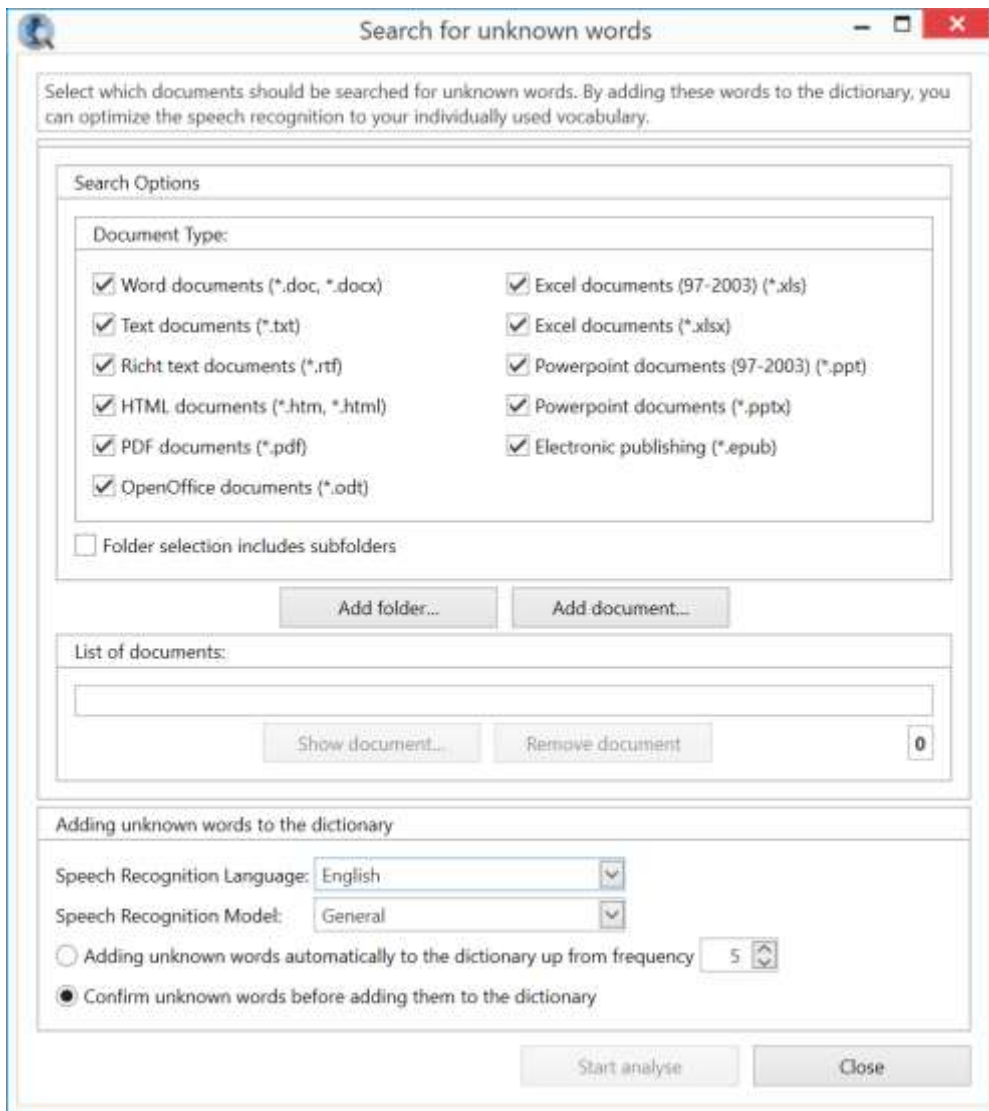 Search for unknown words
Select which documents should be searched for unknown words. By adding these words to the dictionary, you
can optimize the speech recognition to your individually used vocabulary.
Search Options
Document Type:
Word documents (*.doc, *.docx)
Text documents (*.txt)
Richt text documents (*.rtf)
HTML documents (*.htm, *.html)
PDF documents (*.pdf)
OpenOffice documents (*.odt)
Excel documents (97-2003) (*.xls)
Excel documents (*.xlsx)
Powerpoint documents (97-2003) (*.ppt)
Powerpoint documents (*.pptx)
Electronic publishing (*.epub)
Folder selection includes subfolders
Add folder... Add document...
List of documents:
Show document... Remove document 0
Adding unknown words to the dictionary
Speech Recognition Language: English
Speech Recognition Model: General
Adding unknown words automatically to the dictionary up from frequency 5
Confirm unknown words before adding them to the dictionary
Start analyse Close